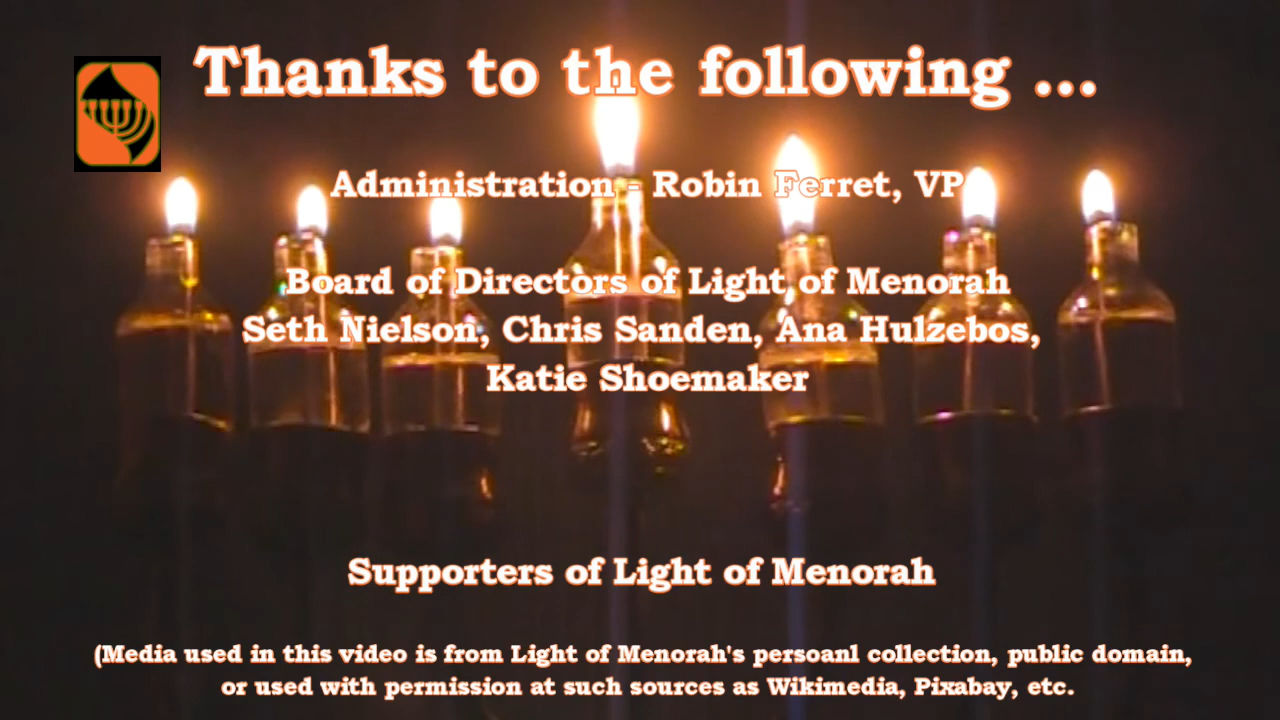 Thanks to the following ...
Administration - Robin Ferret, VP
Board of Directors of Light of Menorah
Seth Nielson, Chris Sanden, Ana Hulzebos,
Katie Shoemaker
Supporters of Light of Menorah
(Media used in this video is from Light of Menorah's persoanl collection, public domain,
or used with permission at such sources as Wikimedia, Pixabay, etc.